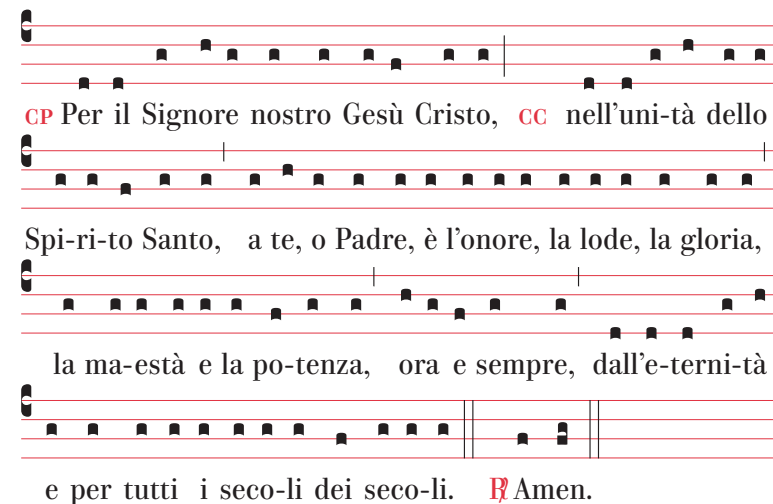 CP Per il Signore nostro Gesù Cristo, CC nell'uni-tà dello
Spi-ri-to Santo, a te, o Padre, è l'onore, la lode, la gloria,
la ma-està e la po-tenza, ora e sempre, dall'e-terni-tà
e per tutti i seco-li dei seco-li. ℟ Amen.